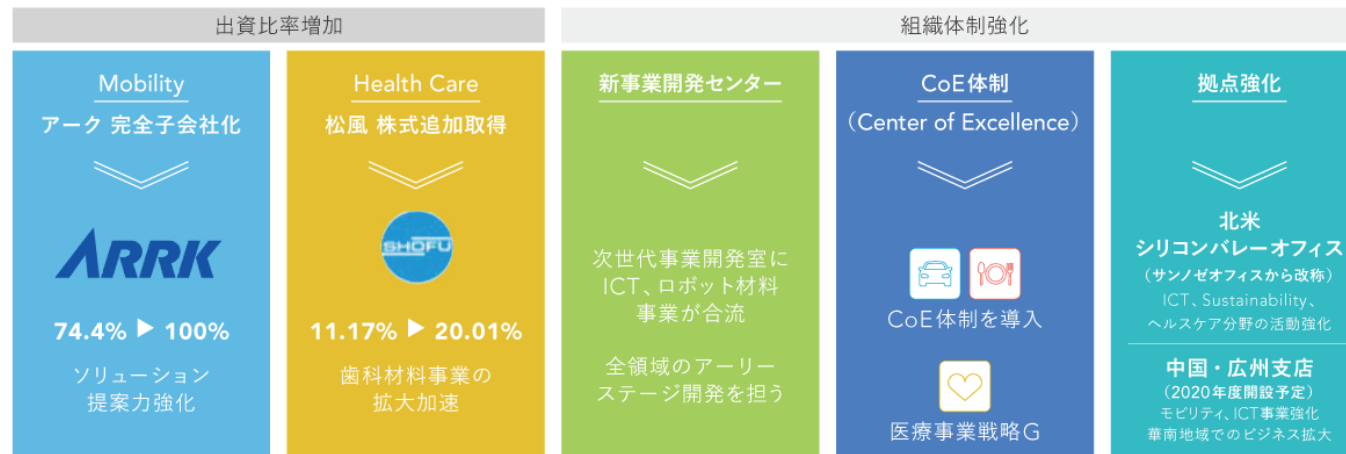 出資比率増加
組織体制強化
Mobility
アーク 完全子会社化
ARRK
74.4% ▶ 100%
ソリューション
提案力強化
Health Care
松風 株式追加取得
SHOFU
11.17% ▶ 20.01%
歯科材料事業の
拡大加速
新事業開発センター
次世代事業開発室に
ICT、ロボット材料
事業が合流
全領域のアーリー
ステージ開発を担う
CoE体制
（Center of Excellence）
CoE体制を導入
医療事業戦略G
拠点強化
北米
シリコンバレーオフィス
（サンノゼオフィスから改称）
ICT、Sustainability、
ヘルスケア分野の活動強化
中国・広州支店
（2020年度開設予定）
モビリティ、ICT事業強化
華南地域でのビジネス拡大